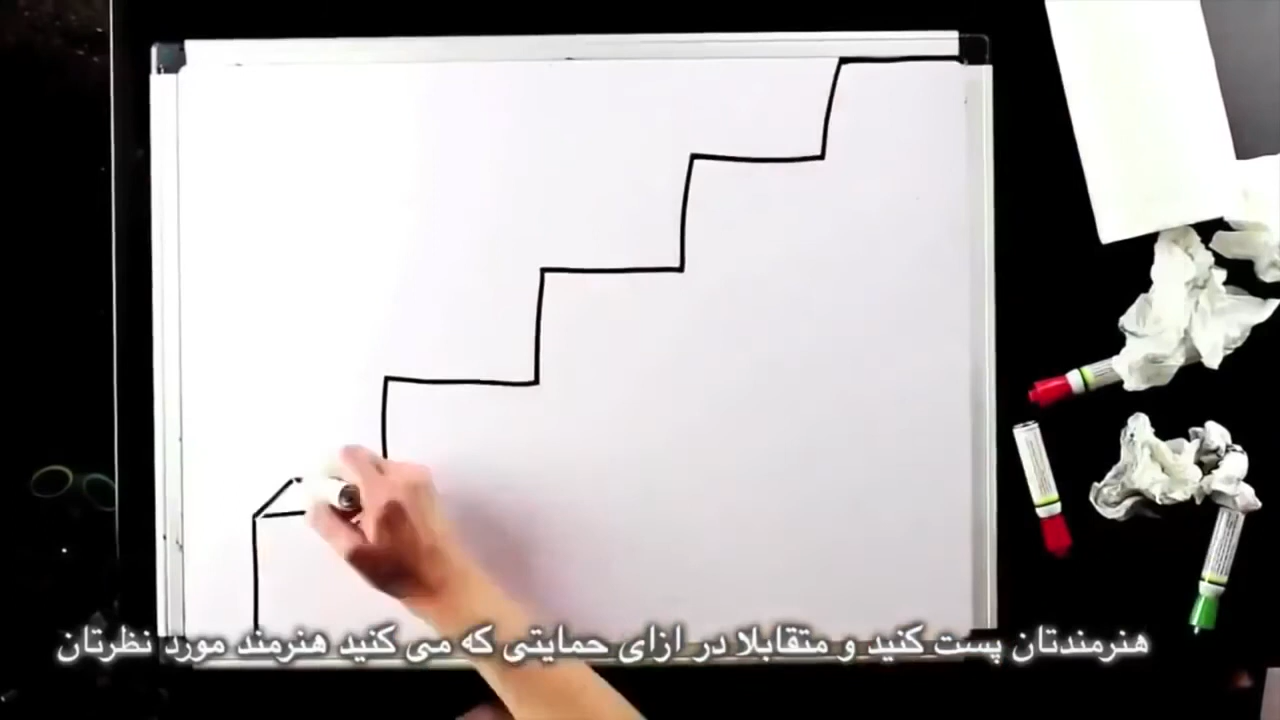 هنرمندتان پست کنید و متقابلا در ازای حمایتی که می کنید هنرمند مورد نظرتان